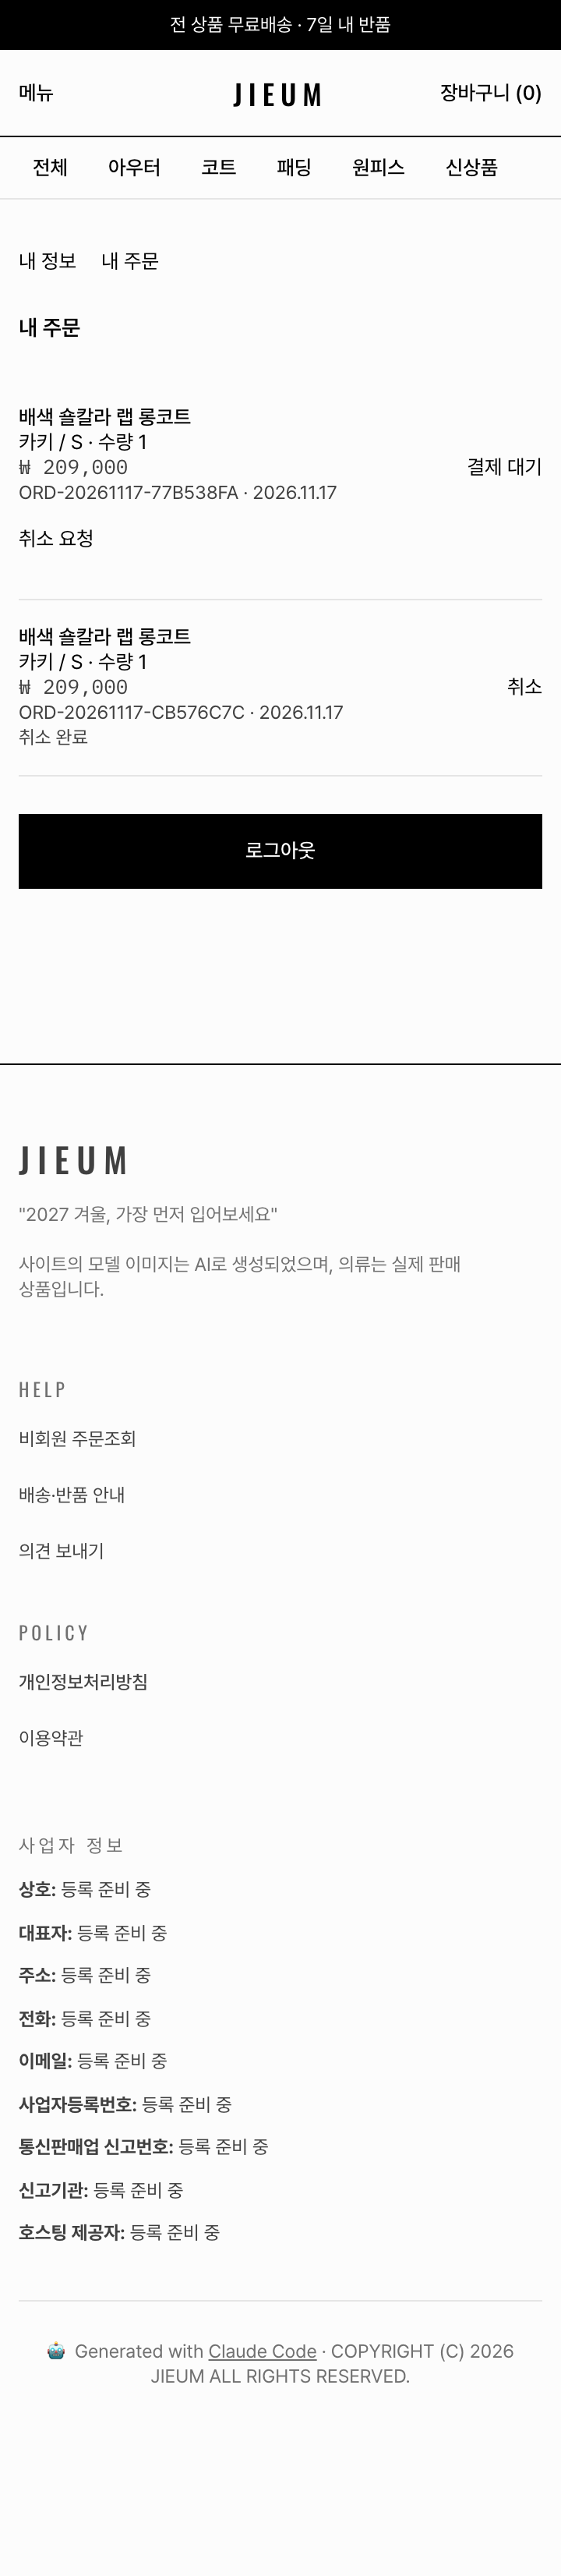 전 상품 무료배송 · 7일 내 반품
메뉴
JIEUM
장바구니 (0)
전체 아우터 코트 패딩 원피스 신상품
내 정보 내 주문
내 주문
배색 숄칼라 랩 롱코트
카키 / S · 수량 1
₩ 209,000
결제 대기
ORD-20261117-77B538FA · 2026.11.17
취소 요청
배색 숄칼라 랩 롱코트
카키 / S · 수량 1
₩ 209,000
취소
ORD-20261117-CB576C7C · 2026.11.17
취소 완료
로그아웃
JIEUM
"2027 겨울, 가장 먼저 입어보세요"
사이트의 모델 이미지는 AI로 생성되었으며, 의류는 실제 판매
상품입니다.
HELP
비회원 주문조회
배송·반품 안내
의견 보내기
POLICY
개인정보처리방침
이용약관
사업자 정보
상호: 등록 준비 중
대표자: 등록 준비 중
주소: 등록 준비 중
전화: 등록 준비 중
이메일: 등록 준비 중
사업자등록번호: 등록 준비 중
통신판매업 신고번호: 등록 준비 중
신고기관: 등록 준비 중
호스팅 제공자: 등록 준비 중
🤖 Generated with Claude Code · COPYRIGHT (C) 2026
JIEUM ALL RIGHTS RESERVED.